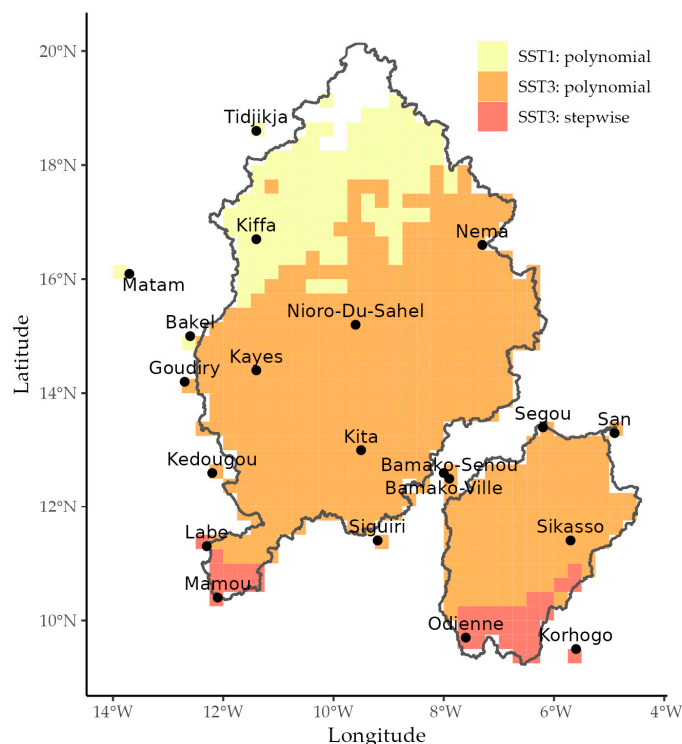 20°N
SST1: polynomial
SST3: polynomial
SST3: stepwise
Tidjikja
18°N
Kiffa
Nema
16°N
Matam
Nioro-Du-Sahel
Bakel
Latitude
Kayes
Goudiry
14°N
Segou
San
Kita
Kedougou
Bamako-Senou
Bamako-Ville
12°N
Labe
Siguiri
Sikasso
Mamou
10°N
Odienne
Korhogo
14°W 12°W 10°W 8°W 6°W 4°W
Longitude